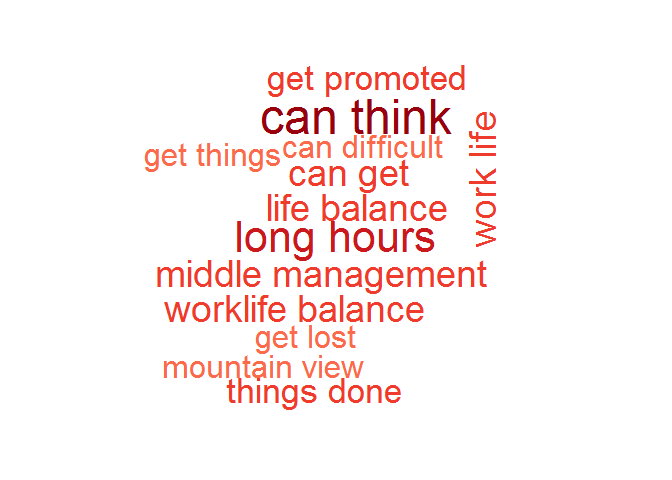 get promoted
can think
work life
can difficult
get things
can get
life balance
long hours
middle management
worklife balance
get lost
mountain view
things done